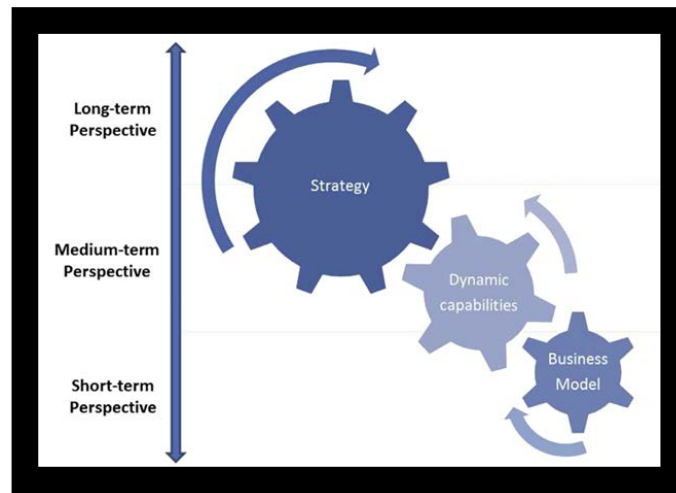 Long-term
Perspective
Strategy
Medium-term
Perspective
Dynamic
capabilities
Business
Model
Short-term
Perspective